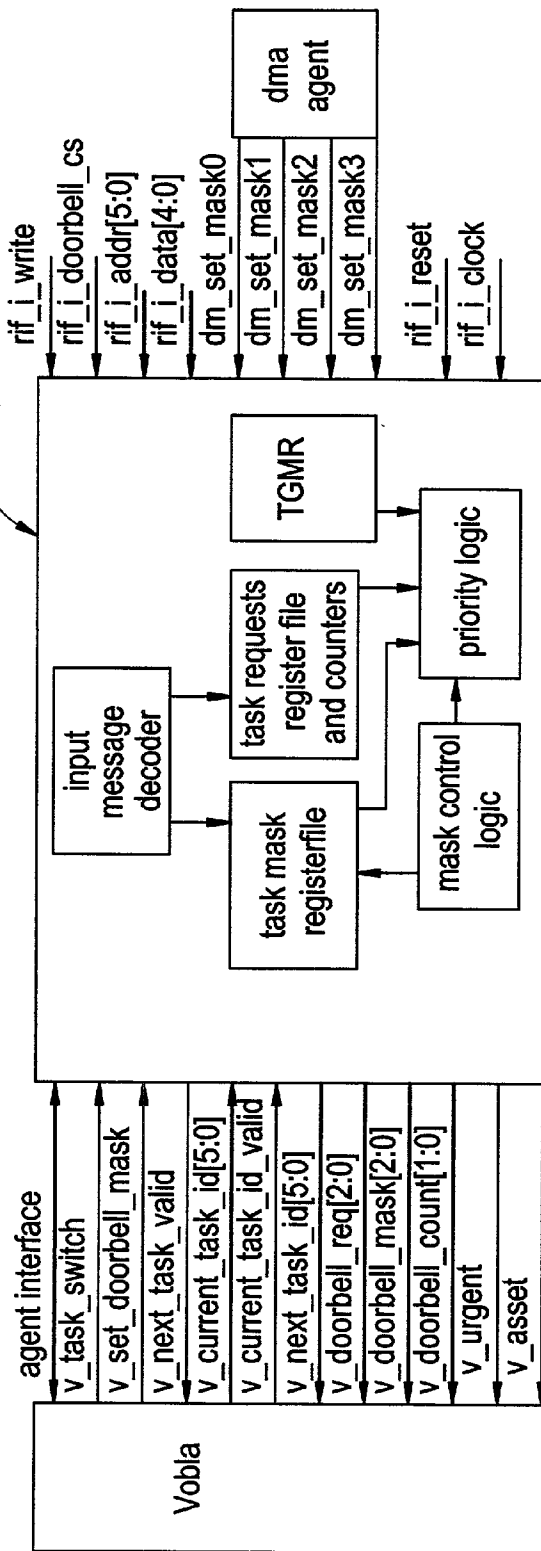 Vobla
agent interface
v_task_switch
v_set_doorbell_mask
v_next_task_valid
v_current_task_id[5:0]
v_current_task_id_valid
v_next_task_id[5:0]
v_doorbell_req[2:0]
v_doorbell_mask[2:0]
v_doorbell_count[1:0]
v_urgent
v_asset
input
message
decoder
task mask
registerfile
task requests
register file
and counters
TGMR
mask control
logic
priority logic
rif_i_write
rif_i_doorbell_cs
rif_i_addr[5:0]
rif_i_data[4:0]
dm_set_mask0
dm_set_mask1
dm_set_mask2
dm_set_mask3
rif_i_reset
rif_i_clock
dma
agent